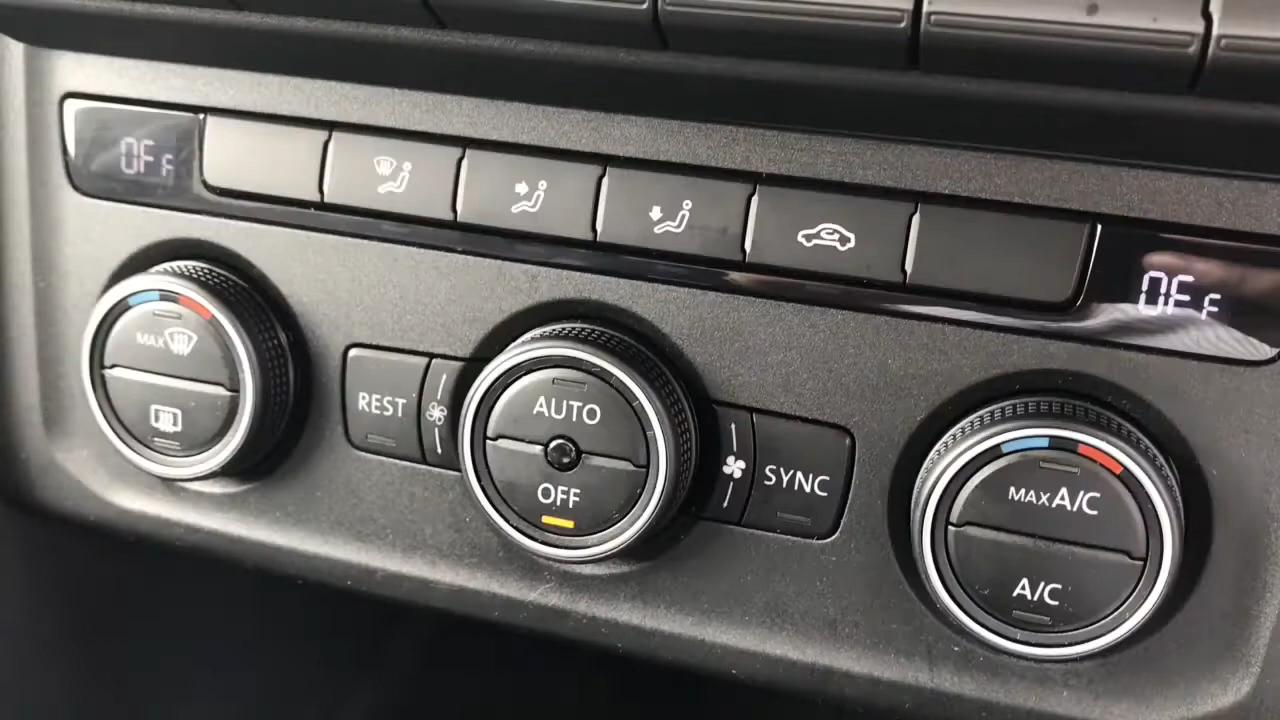 OFF
OFF
MAX
REST
AUTO
OFF
SYNC
MAX A/C
A/C